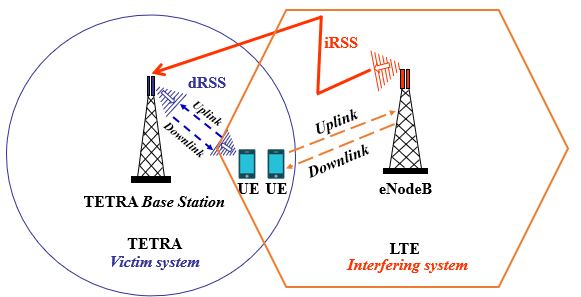 iRSS
dRSS
Uplink
Downlink
Uplink
Downlink
UE UE
TETRA Base Station
eNodeB
TETRA
Victim system
LTE
Interfering system